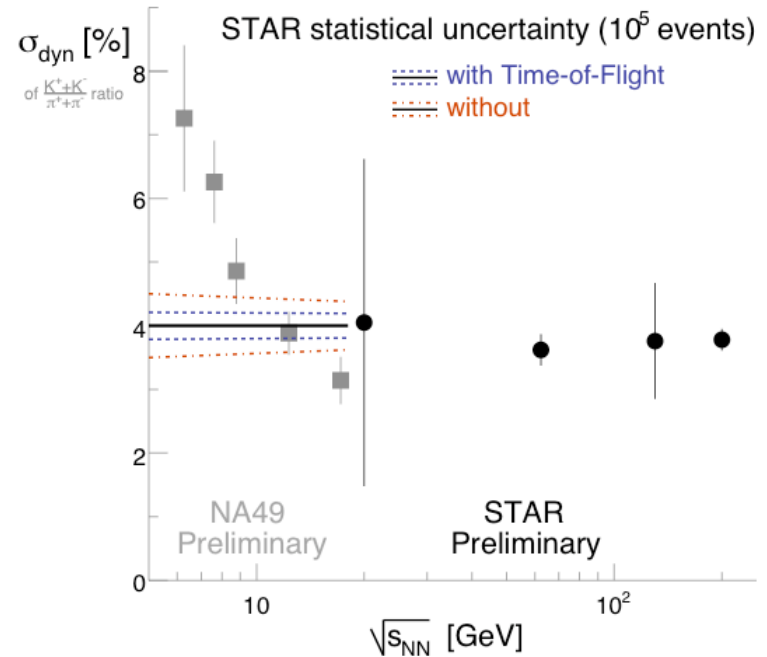 STAR statistical uncertainty (10⁵ events)
σdyn [%]
of K⁺+K⁻/π⁺+π⁻ ratio
with Time-of-Flight
without
8
6
4
2
0
NA49
Preliminary
STAR
Preliminary
10
10²
√sNN [GeV]